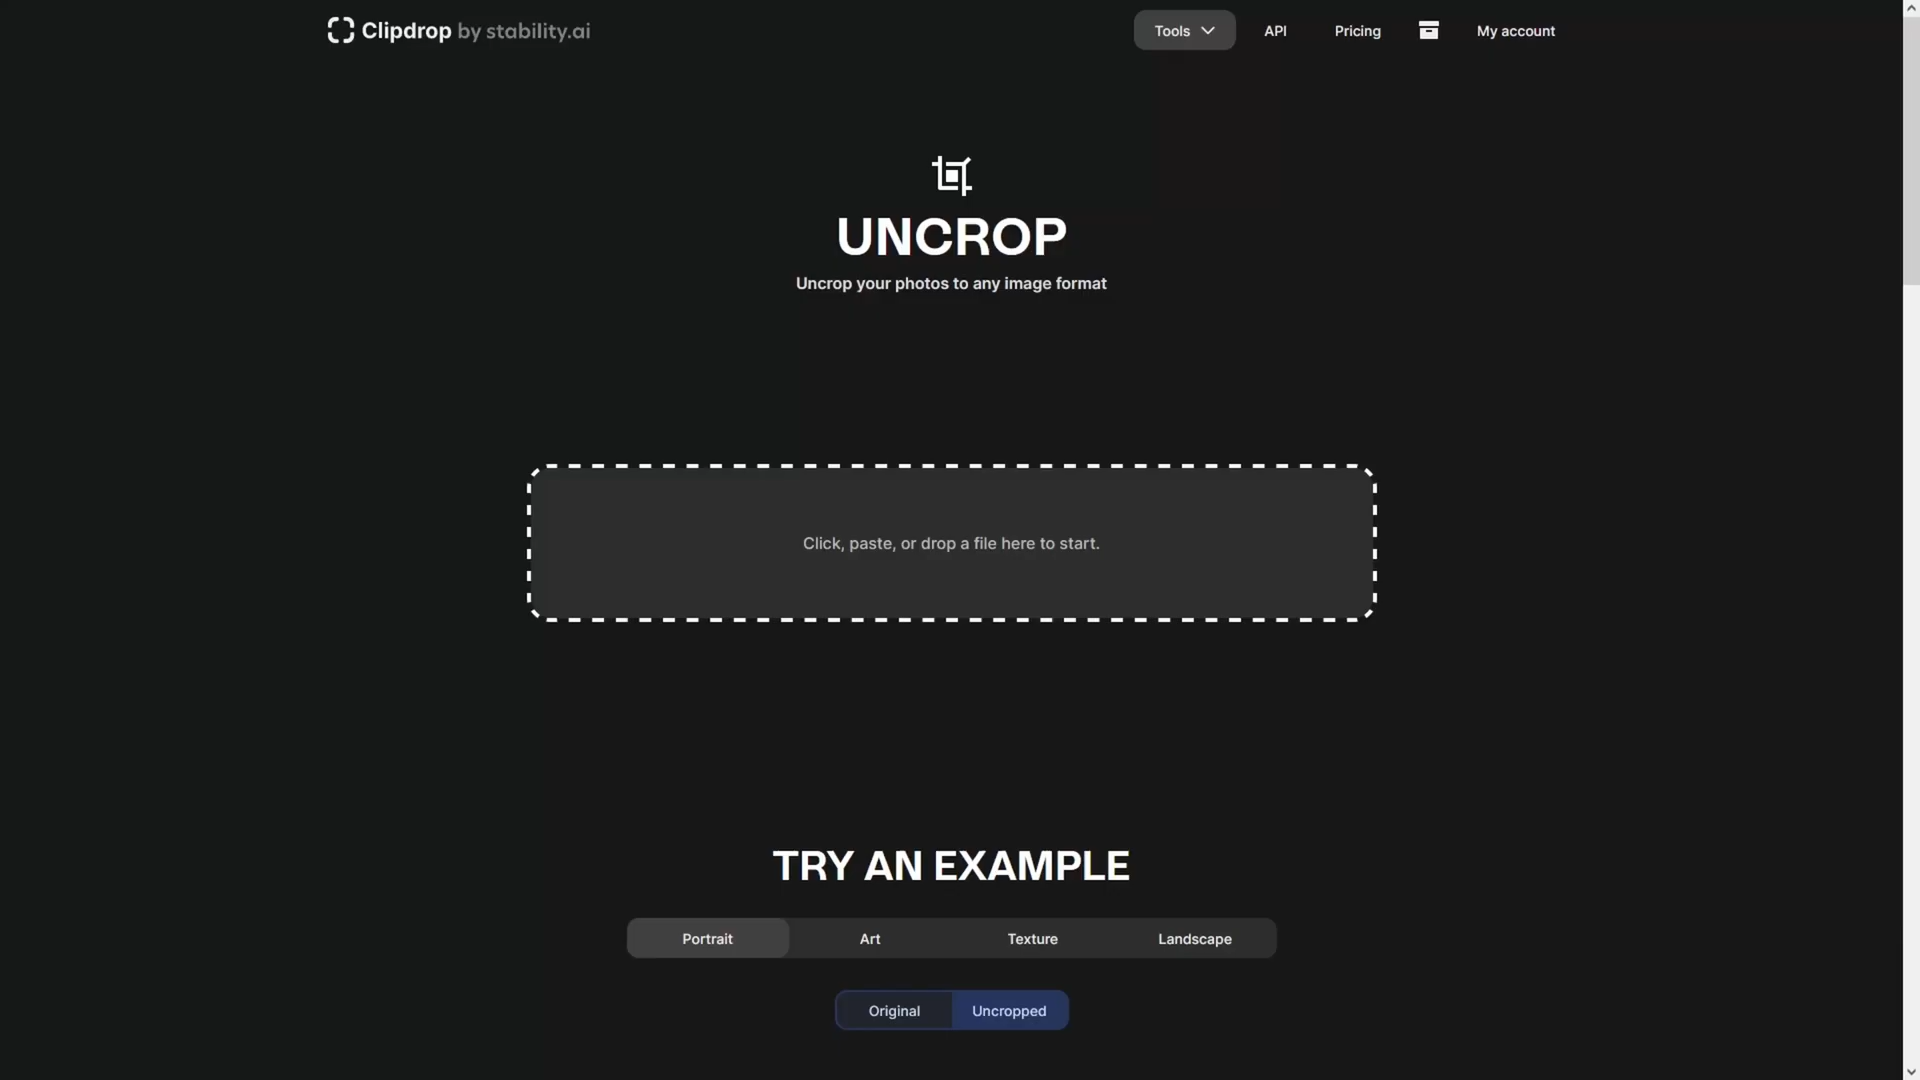 Clipdrop by stability.ai
Tools
API
Pricing
My account
UNCROP
Uncrop your photos to any image format
Click, paste, or drop a file here to start.
TRY AN EXAMPLE
Portrait
Art
Texture
Landscape
Original
Uncropped